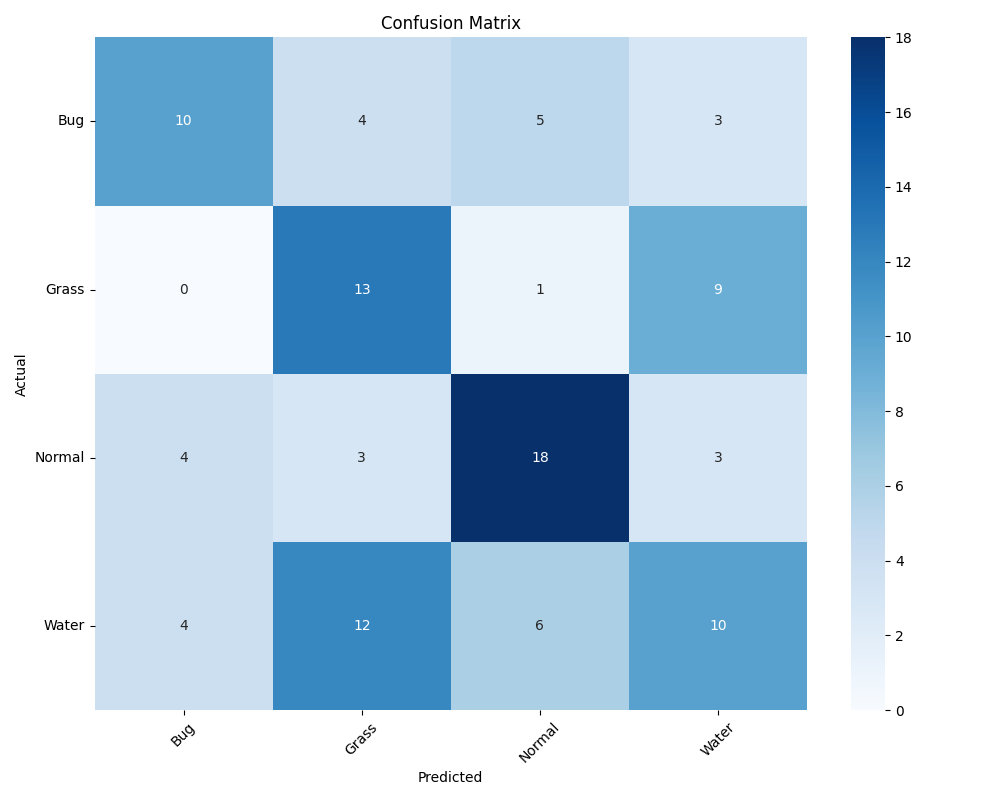 Confusion Matrix
Actual
Bug 10 4 5 3
Grass 0 13 1 9
Normal 4 3 18 3
Water 4 12 6 10
Bug Grass Normal Water
Predicted
18
16
14
12
10
8
6
4
2
0